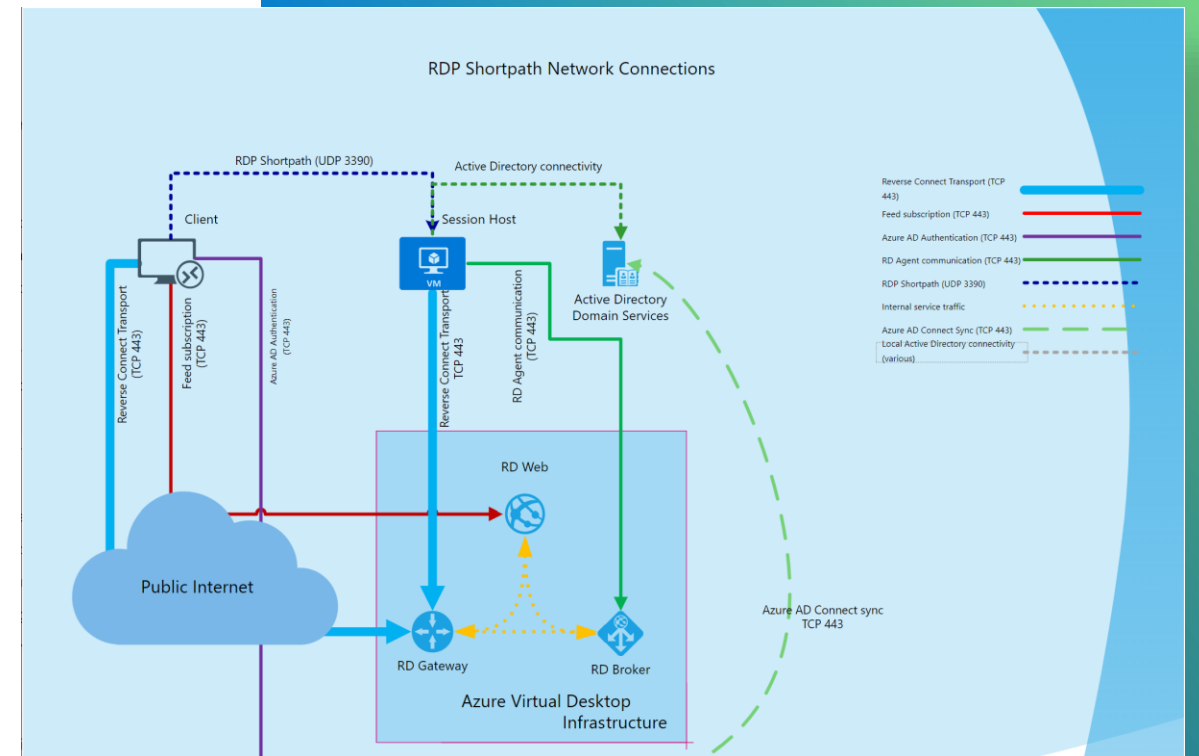 RDP Shortpath Network Connections
RDP Shortpath (UDP 3390)
Active Directory connectivity
Client
Session Host
VM
Active Directory
Domain Services
Reverse Connect Transport
(TCP 443)
Feed subscription
(TCP 443)
Azure AD Authentication
(TCP 443)
Reverse Connect Transport
TCP 443
RD Agent communication
(TCP 443)
Reverse Connect Transport (TCP
443)
Feed subscription (TCP 443)
Azure AD Authentication (TCP 443)
RD Agent communication (TCP 443)
RDP Shortpath (UDP 3390)
Internal service traffic
Azure AD Connect Sync (TCP 443)
Local Active Directory connectivity
(various)
RD Web
Public Internet
RD Gateway
RD Broker
Azure Virtual Desktop
Infrastructure
Azure AD Connect sync
TCP 443